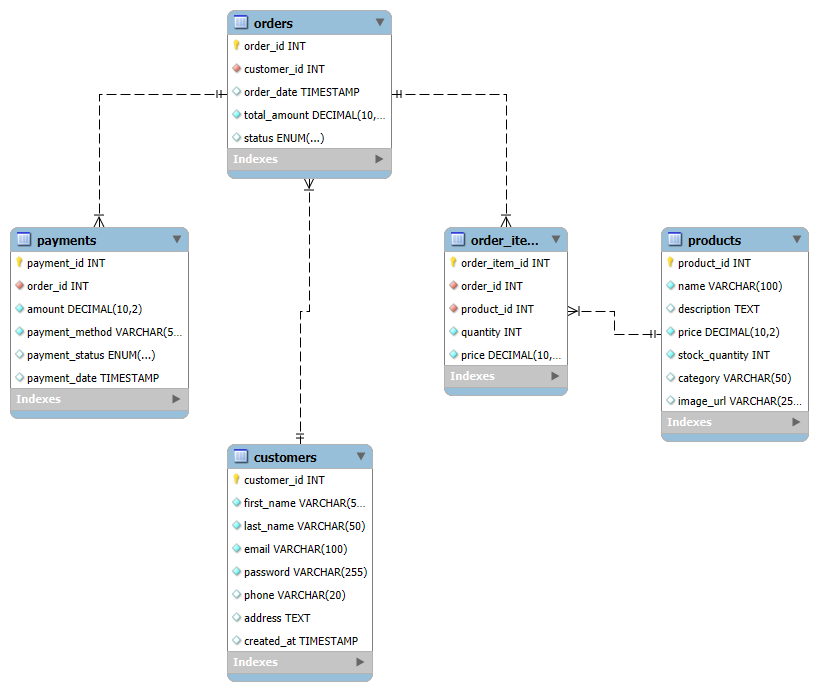 orders
order_id INT
customer_id INT
order_date TIMESTAMP
total_amount DECIMAL(10,...
status ENUM(...)
Indexes
payments
payment_id INT
order_id INT
amount DECIMAL(10,2)
payment_method VARCHAR(5...
payment_status ENUM(...)
payment_date TIMESTAMP
Indexes
order_ite...
order_item_id INT
order_id INT
product_id INT
quantity INT
price DECIMAL(10,...
Indexes
products
product_id INT
name VARCHAR(100)
description TEXT
price DECIMAL(10,2)
stock_quantity INT
category VARCHAR(50)
image_url VARCHAR(25...
Indexes
customers
customer_id INT
first_name VARCHAR(5...
last_name VARCHAR(50)
email VARCHAR(100)
password VARCHAR(255)
phone VARCHAR(20)
address TEXT
created_at TIMESTAMP
Indexes